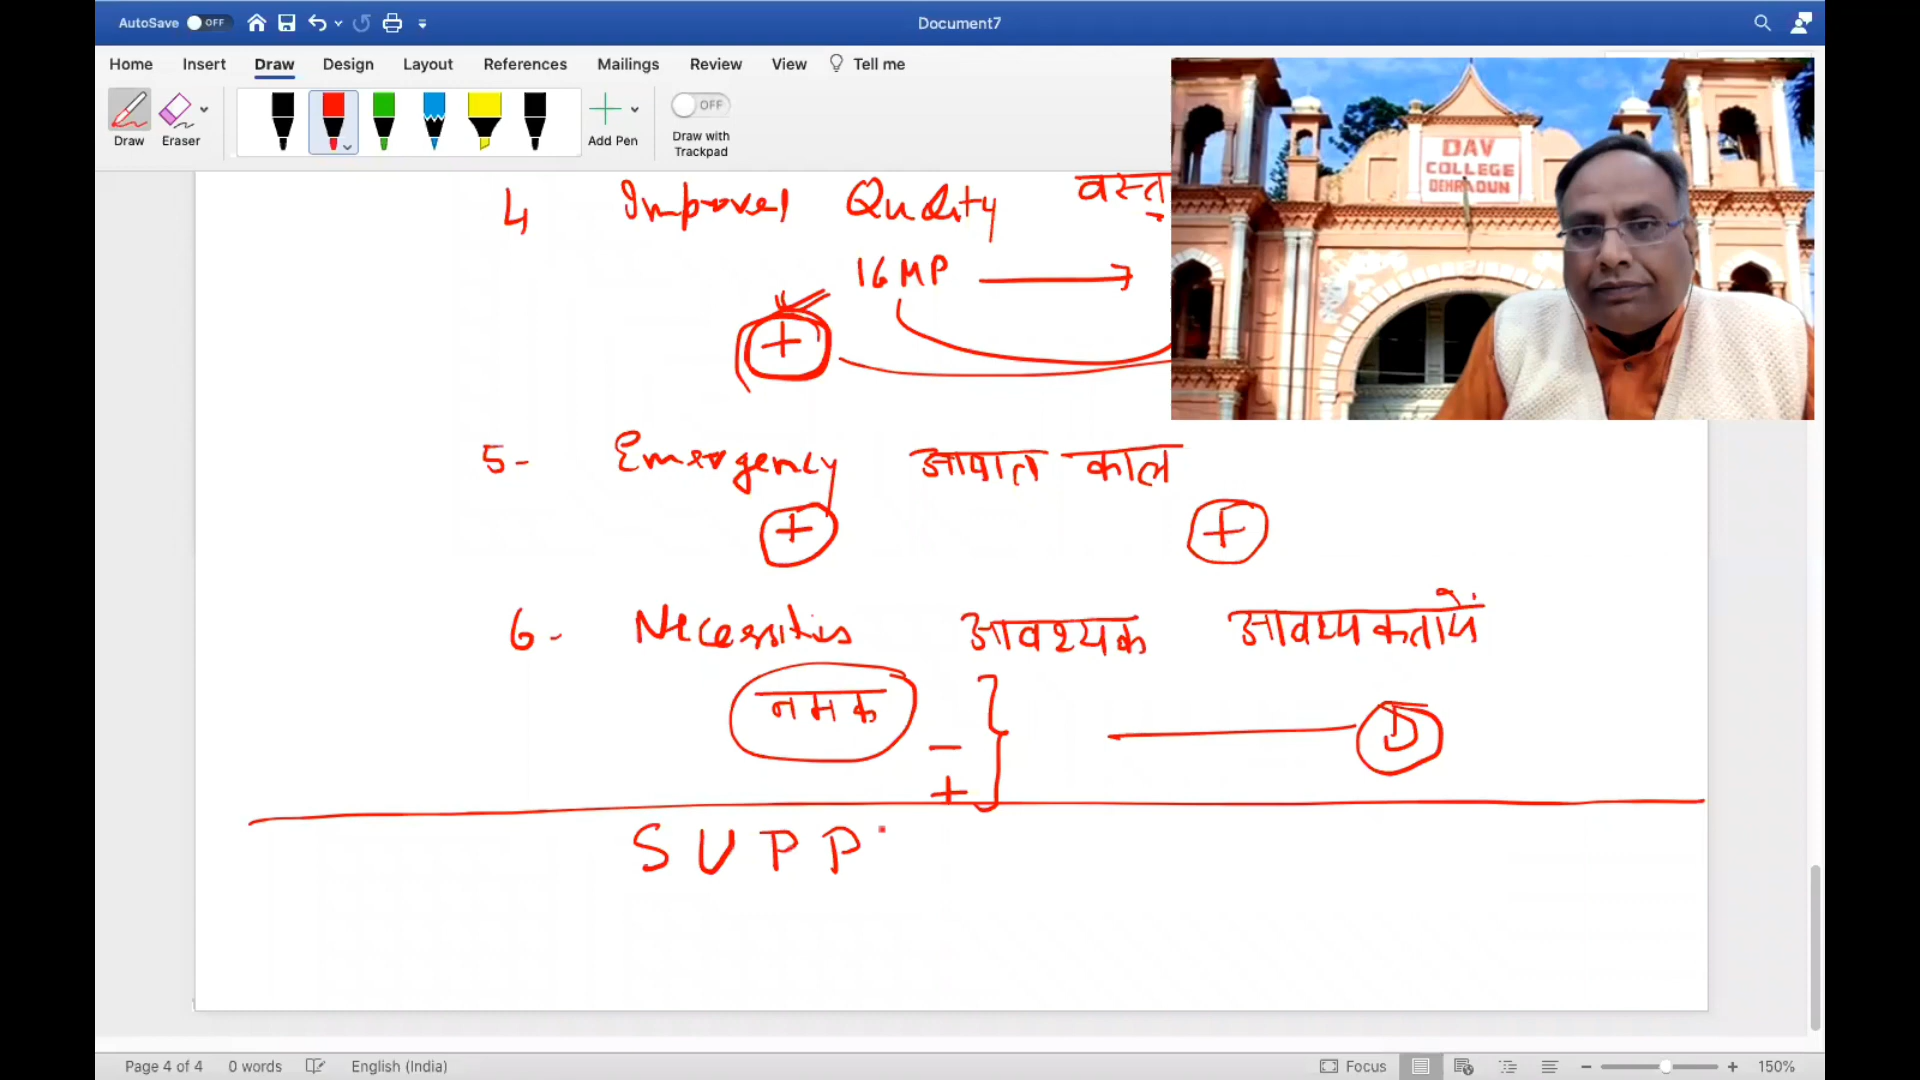 AutoSave OFF Document7
Home Insert Draw Design Layout References Mailings Review View Tell me
OFF
Draw Eraser Add Pen Draw with Trackpad
DAV
COLLEGE
DEHRADUN
4 Improved Quality वस्त
16 MP
+
5- Emergency आपात काल
+ +
6- Necessities आवश्यक आवश्यकतायें
नमक
-
+
D
S U P P
Page 4 of 4 0 words English (India) Focus 150%